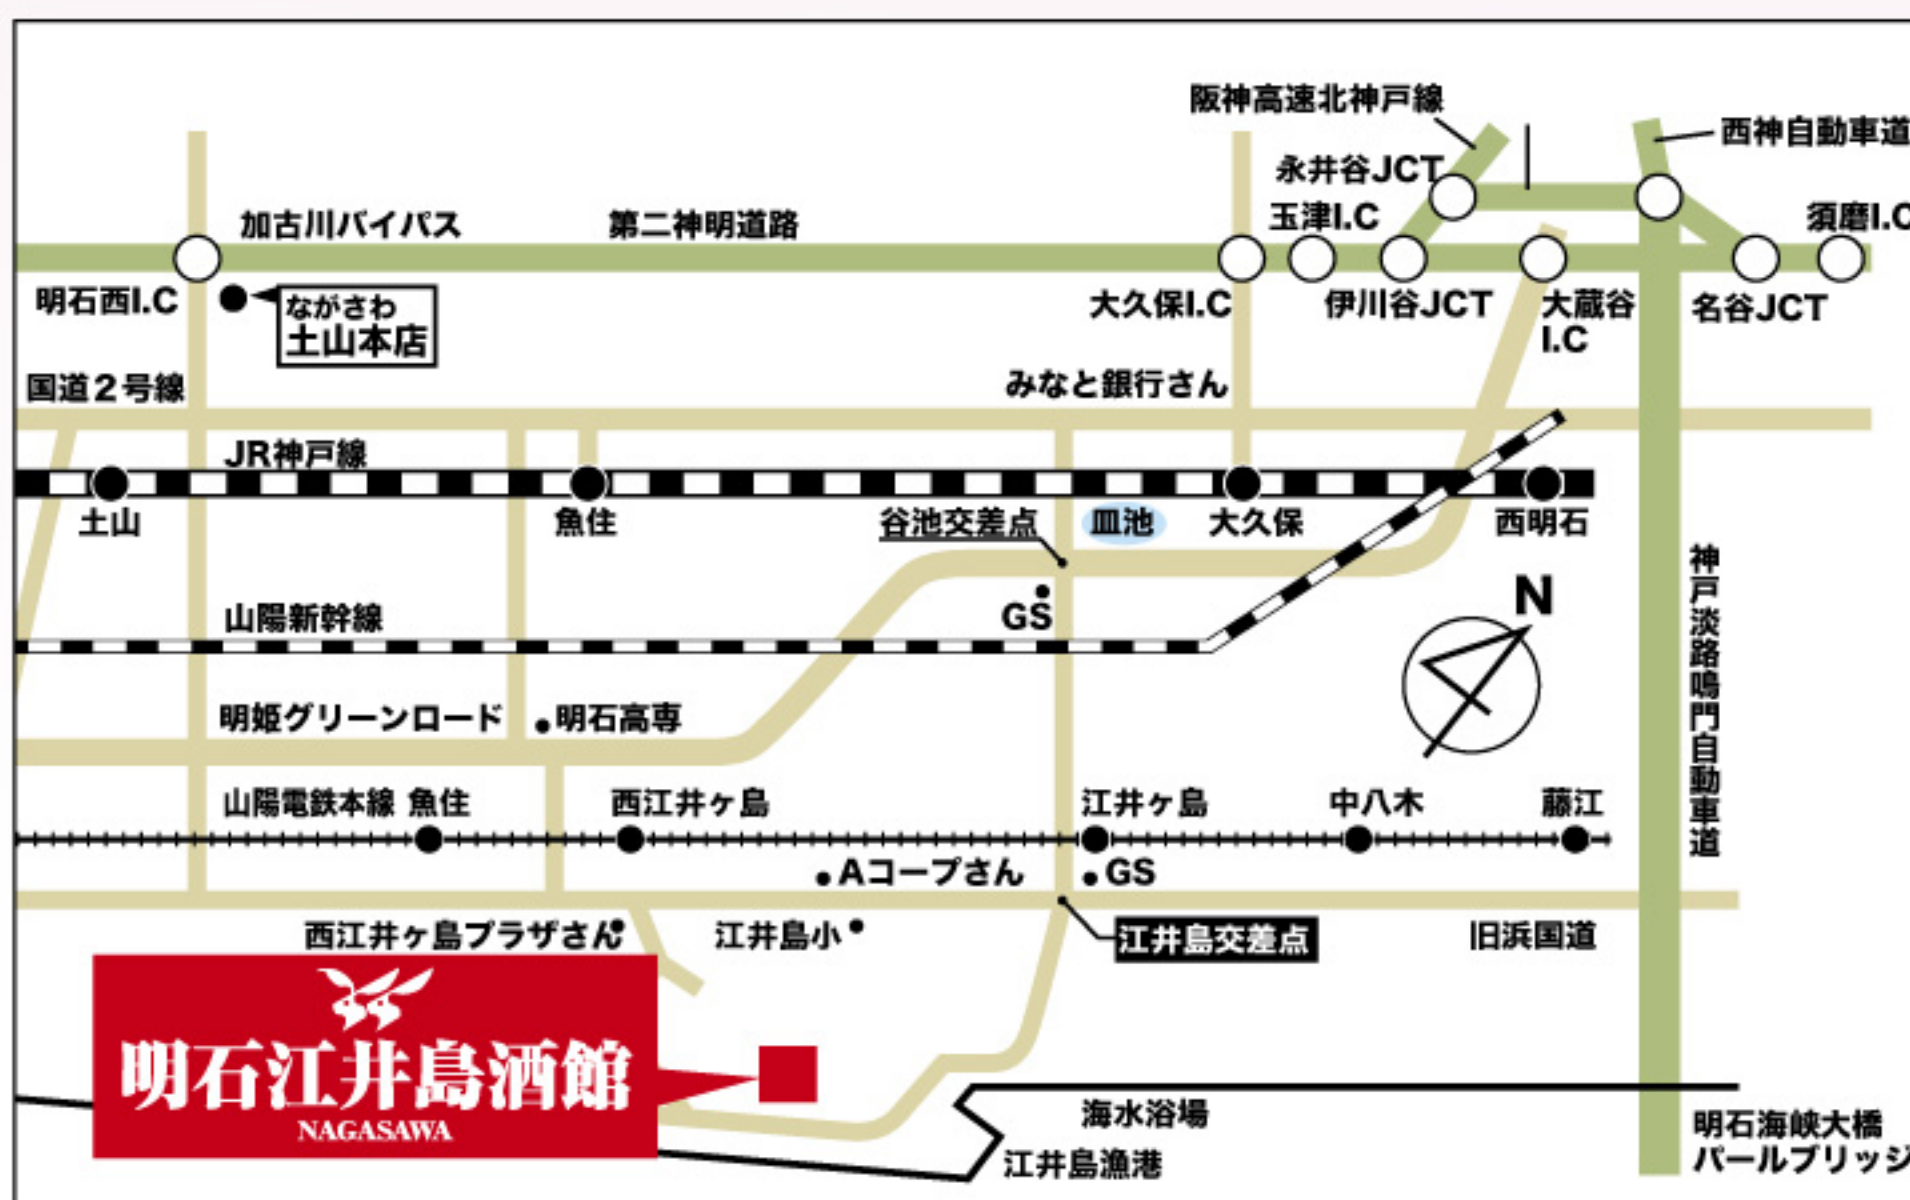 阪神高速北神戸線
西神自動車道
永井谷JCT
加古川バイパス
第二神明道路
玉津I.C
須磨I.C
明石西I.C
ながさわ
土山本店
大久保I.C
伊川谷JCT
大蔵谷
I.C
名谷JCT
国道2号線
みなと銀行さん
JR神戸線
土山
魚住
谷池交差点
皿池
大久保
西明石
神戸淡路鳴門自動車道
N
山陽新幹線
GS
明姫グリーンロード
明石高専
山陽電鉄本線
魚住
西江井ヶ島
江井ヶ島
中八木
藤江
Aコープさん
GS
西江井ヶ島プラザさん
江井島小
江井島交差点
旧浜国道
明石江井島酒館
NAGASAWA
海水浴場
江井島漁港
明石海峡大橋
パールブリッジ